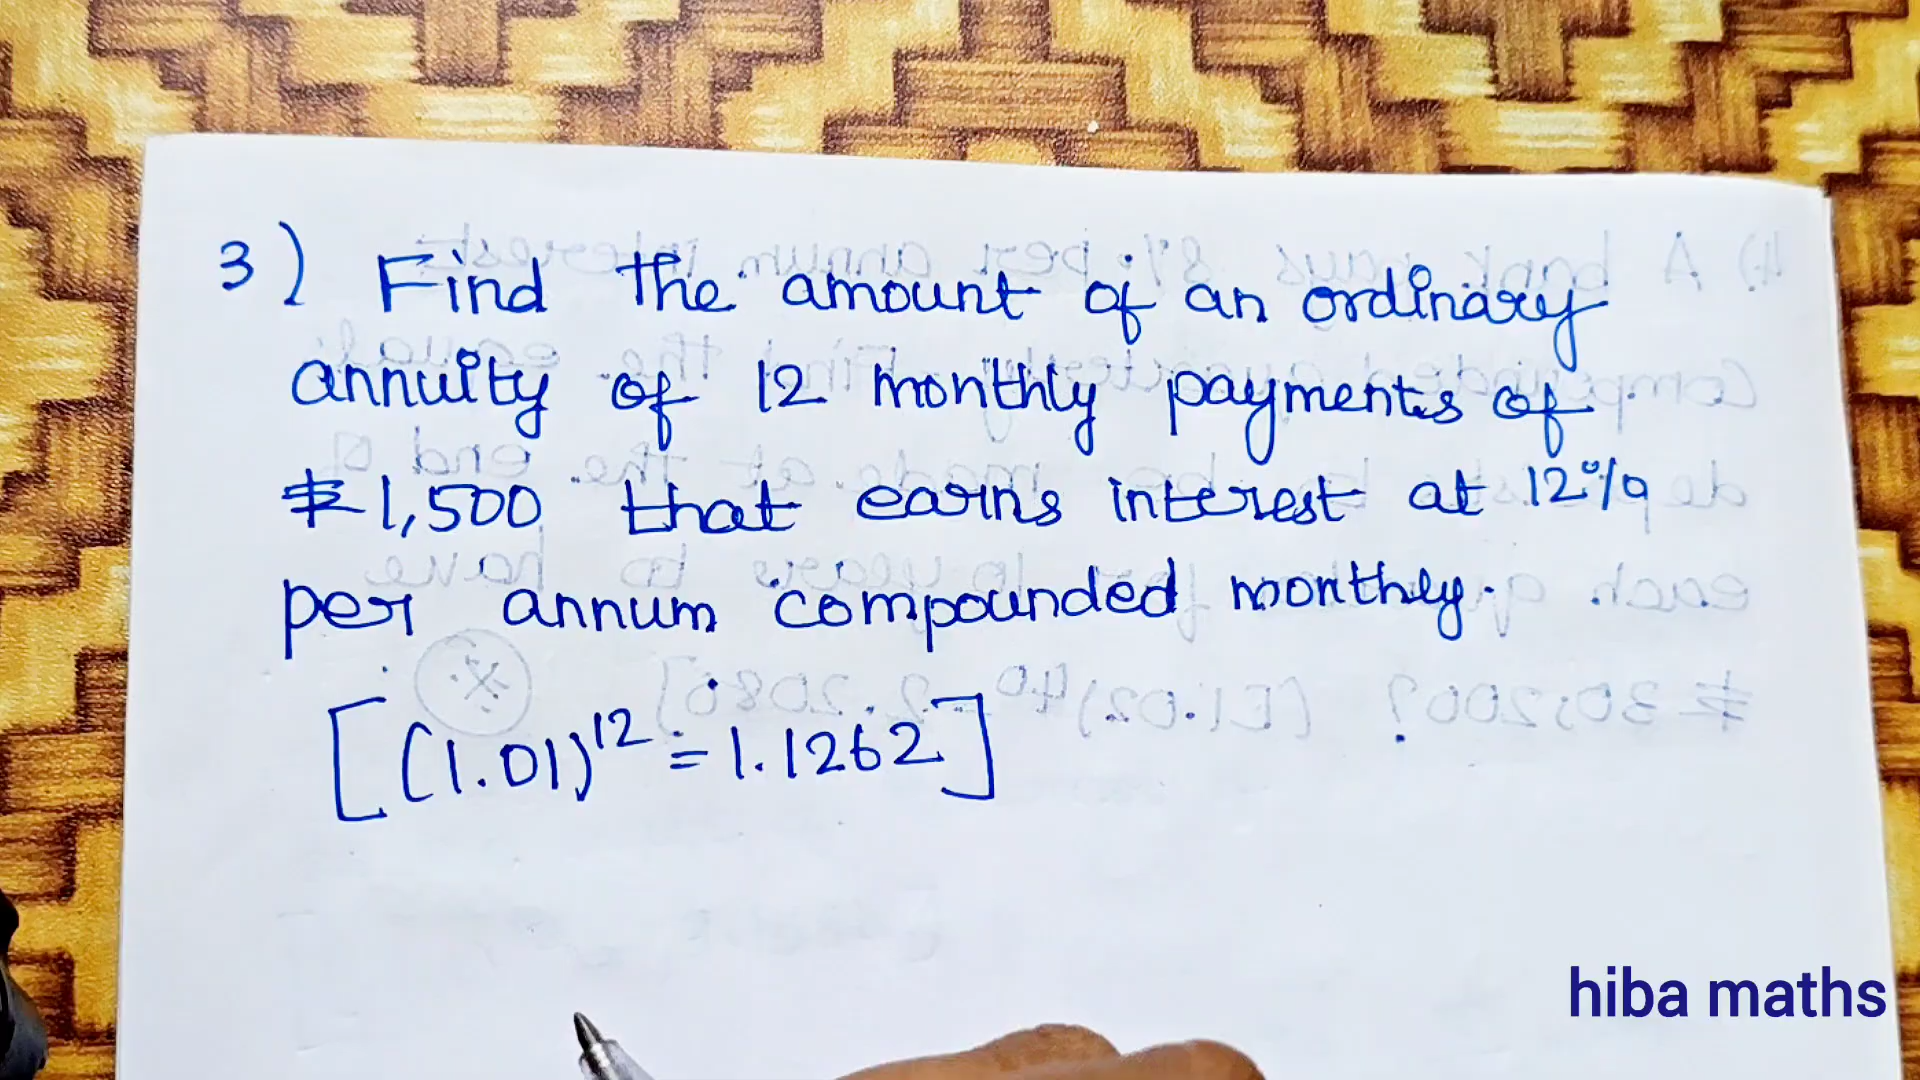 3) Find the amount of an ordinary
annuity of 12 monthly payments of
₹1,500 that earns interest at 12%
per annum compounded monthly.
[(1.01)¹² = 1.1262]
hiba maths